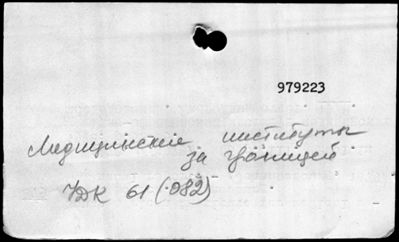 979223
Медицинские институты
за границей
УДК 61 (082)